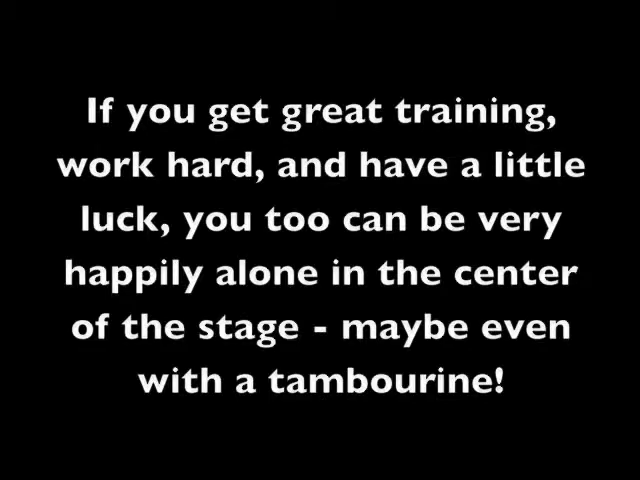 If you get great training,
work hard, and have a little
luck, you too can be very
happily alone in the center
of the stage - maybe even
with a tambourine!